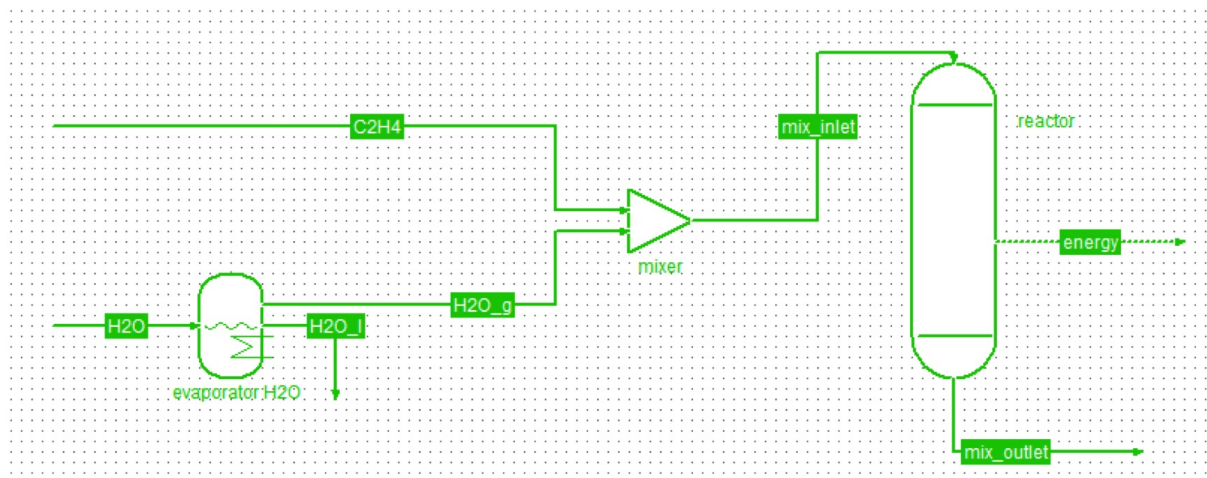 C2H4
mix_inlet
reactor
energy
mixer
H2O_g
H2O
H2O_l
evaporator H2O
mix_outlet